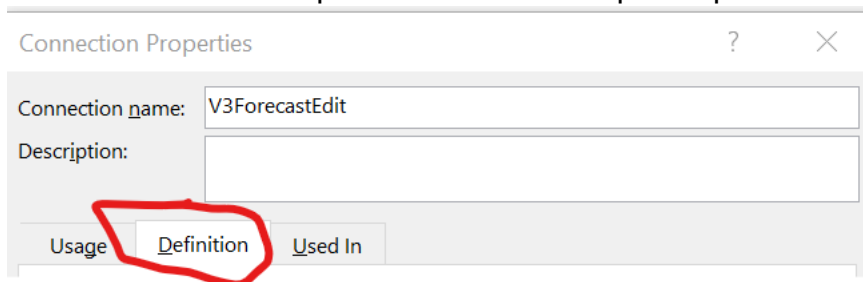 Connection Properties ?
Connection name: V3ForecastEdit
Description:
Usage Definition Used In